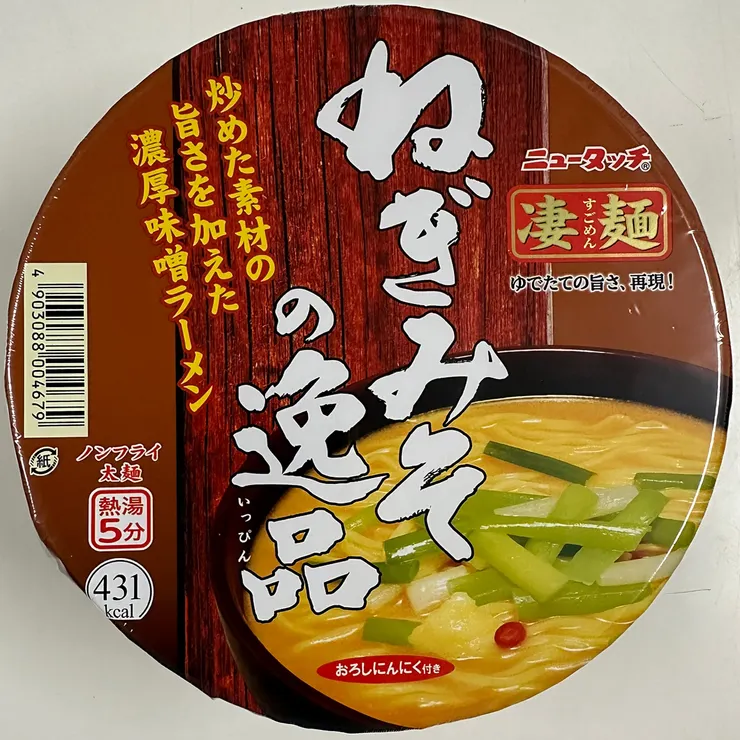 ニュータッチ®
凄麺
すごめん
ゆでたての旨さ、再現!
ねぎみそ
の逸品
いっぴん
炒めた素材の
旨さを加えた
濃厚味噌ラーメン
4 903088 004679
紙
ノンフライ
太麺
熱湯
5分
431
kcal
おろしにんにく付き